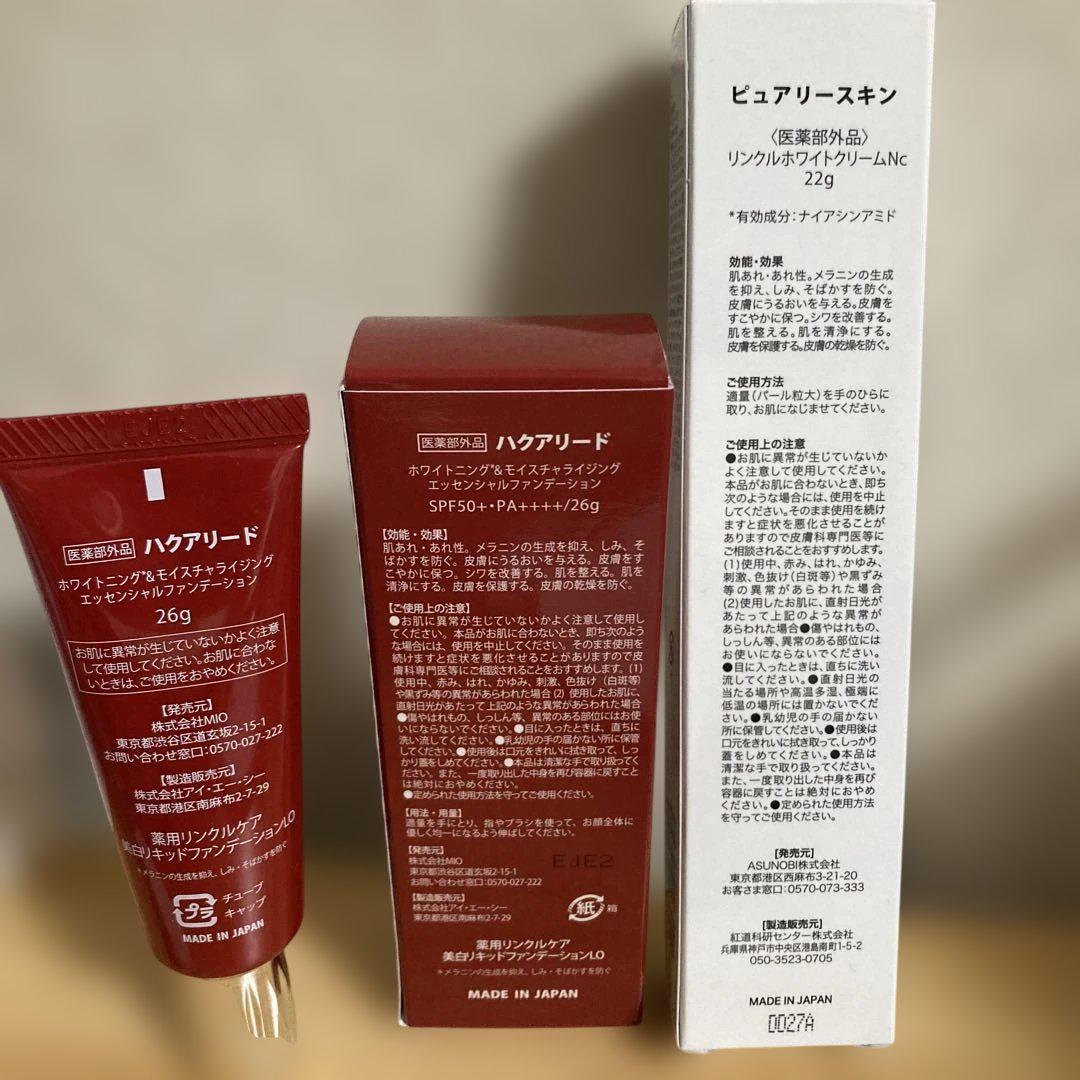 EJE2
医薬部外品 ハクアリード
ホワイトニング*&モイスチャライジング
エッセンシャルファンデーション
26g
お肌に異常が生じていないかよく注意
して使用してください。お肌に合わな
いときは、ご使用をおやめください。
【発売元】
株式会社MIO
東京都渋谷区道玄坂2-15-1
お問い合わせ窓口:0570-027-222
【製造販売元】
株式会社アイ・エー・シー
東京都港区南麻布2-7-29
薬用リンクルケア
美白リキッドファンデーションLO
*メラニンの生成を抑え、しみ・そばかすを防ぐ
プラ
チューブ
キャップ
MADE IN JAPAN
医薬部外品 ハクアリード
ホワイトニング*&モイスチャライジング
エッセンシャルファンデーション
SPF50+・PA++++/26g
【効能・効果】
肌あれ・あれ性。メラニンの生成を抑え、しみ、そ
ばかすを防ぐ。皮膚にうるおいを与える。皮膚をす
こやかに保つ。シワを改善する。肌を整える。肌を
清浄にする。皮膚を保護する。皮膚の乾燥を防ぐ。
【ご使用上の注意】
●お肌に異常が生じていないかよく注意して使用し
てください。本品がお肌に合わないとき、即ち次のよ
うな場合には、使用を中止してください。そのまま使用を
続けますと症状を悪化させることがありますので皮
膚科専門医等にご相談されることをおすすめします。(1)
使用中、赤み、はれ、かゆみ、刺激、色抜け(白斑等)
や黒ずみ等の異常があらわれた場合(2)使用したお肌に、
直射日光があたって上記のような異常があらわれた場合
●傷やはれもの、しっしん等、異常のある部位にはお使
いにならないでください。●目に入ったときは、直ちに
洗い流してください。●乳幼児の手の届かない所に保管
してください。●使用後は口元をきれいに拭き取って、しっ
かり蓋をしめてください。●本品は清潔な手で取り扱ってく
ださい。また、一度取り出した中身を再び容器に戻すこと
は絶対におやめください。
●定められた使用方法を守ってご使用ください。
【用法・用量】
適量を手にとり、指やブラシを使って、お顔全体に
優しく均一になるよう伸ばしてください。
【発売元】
株式会社MIO
東京都渋谷区道玄坂2-15-1
お問い合わせ窓口:0570-027-222
EJE2
【製造販売元】
株式会社アイ・エー・シー
東京都港区南麻布2-7-29
紙 箱
薬用リンクルケア
美白リキッドファンデーションLO
*メラニンの生成を抑え、しみ・そばかすを防ぐ
MADE IN JAPAN
ピュアリースキン
〈医薬部外品〉
リンクルホワイトクリームNc
22g
*有効成分:ナイアシンアミド
効能・効果
肌あれ・あれ性。メラニンの生成
を抑え、しみ、そばかすを防ぐ。
皮膚にうるおいを与える。皮膚を
すこやかに保つ。シワを改善する。
肌を整える。肌を清浄にする。
皮膚を保護する。皮膚の乾燥を防ぐ。
ご使用方法
適量(パール粒大)を手のひらに
取り、お肌になじませてください。
ご使用上の注意
●お肌に異常が生じていないか
よく注意して使用してください。
本品がお肌に合わないとき、即ち
次のような場合には、使用を中止
してください。そのまま使用を続け
ますと症状を悪化させることが
ありますので皮膚科専門医等に
ご相談されることをおすすめします。
(1)使用中、赤み、はれ、かゆみ、
刺激、色抜け(白斑等)や黒ずみ
等の異常があらわれた場合
(2)使用したお肌に、直射日光が
あたって上記のような異常が
あらわれた場合●傷やはれもの、
しっしん等、異常のある部位には
お使いにならないでください。
●目に入ったときは、直ちに洗い
流してください。●直射日光の
当たる場所や高温多湿、極端に
低温の場所には置かないでくだ
さい。●乳幼児の手の届かない
所に保管してください。●使用後は
口元をきれいに拭き取って、しっかり
蓋をしめてください。●本品は
清潔な手で取り扱ってください。
また、一度取り出した中身を再び
容器に戻すことは絶対におやめ
ください。●定められた使用方法
を守ってご使用ください。
[発売元]
ASUNOBI株式会社
東京都港区西麻布3-21-20
お客さま窓口:0570-073-333
[製造販売元]
紅道科研センター株式会社
兵庫県神戸市中央区港島南町1-5-2
050-3523-0705
MADE IN JAPAN
DD27A